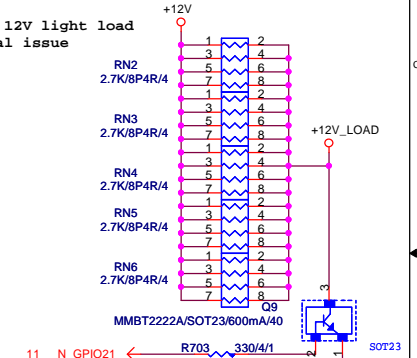 +12V
12V light load
al issue
1 2
3 4
RN2
5 6
2.7K/8P4R/4
7 8
1 2
3 4
RN3
5 6
2.7K/8P4R/4
7 8
+12V_LOAD
1 2
3 4
RN4
5 6
2.7K/8P4R/4
7 8
1 2
RN5
3 4
5 6
2.7K/8P4R/4
7 8
1 2
RN6
3 4
5 6
2.7K/8P4R/4
7 8
3
Q9
MMBT2222A/SOT23/600mA/40
2
1
SOT23
R703 330/4/1
11 N_GPIO21